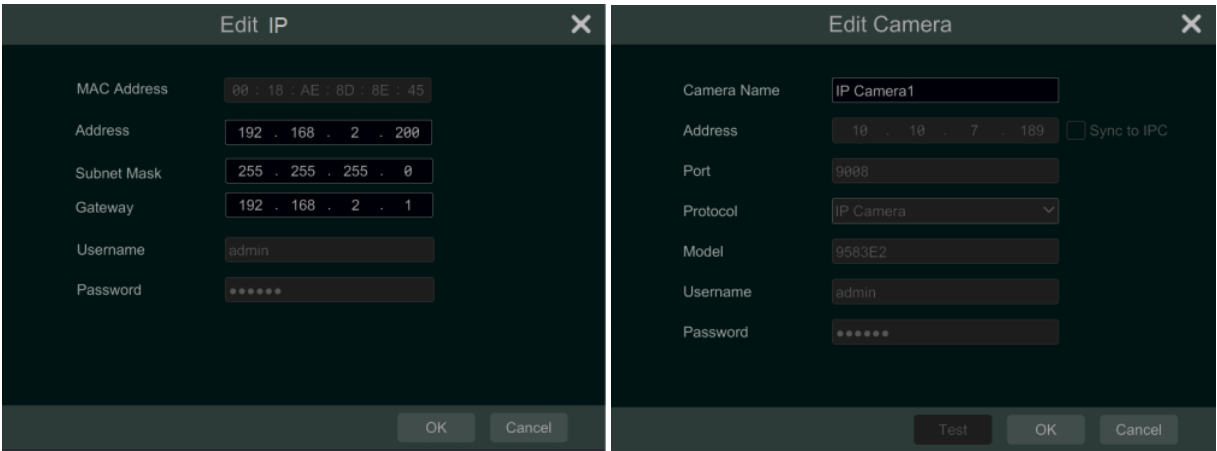 Edit IP
MAC Address 00 : 18 : AE : 8D : 8E : 45
Address 192 . 168 . 2 . 200
Subnet Mask 255 . 255 . 255 . 0
Gateway 192 . 168 . 2 . 1
Username admin
Password ●●●●●●
OK Cancel
Edit Camera
Camera Name IP Camera1
Address 10 . 10 . 7 . 189 Sync to IPC
Port 9008
Protocol IP Camera
Model 9583E2
Username admin
Password ●●●●●●
Test OK Cancel